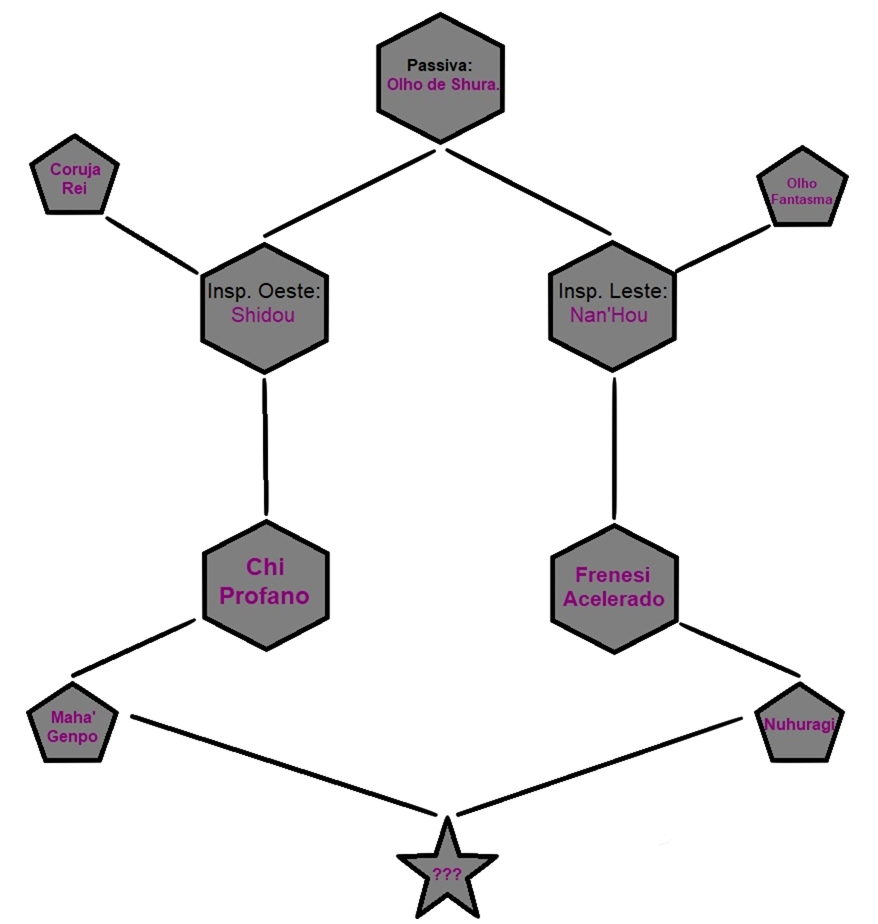 Passiva:
Olho de Shura.
Coruja
Rei
Olho
Fantasma
Insp. Oeste:
Shidou
Insp. Leste:
Nan'Hou
Chi
Profano
Frenesi
Acelerado
Maha'
Genpo
Nuhuragi
???